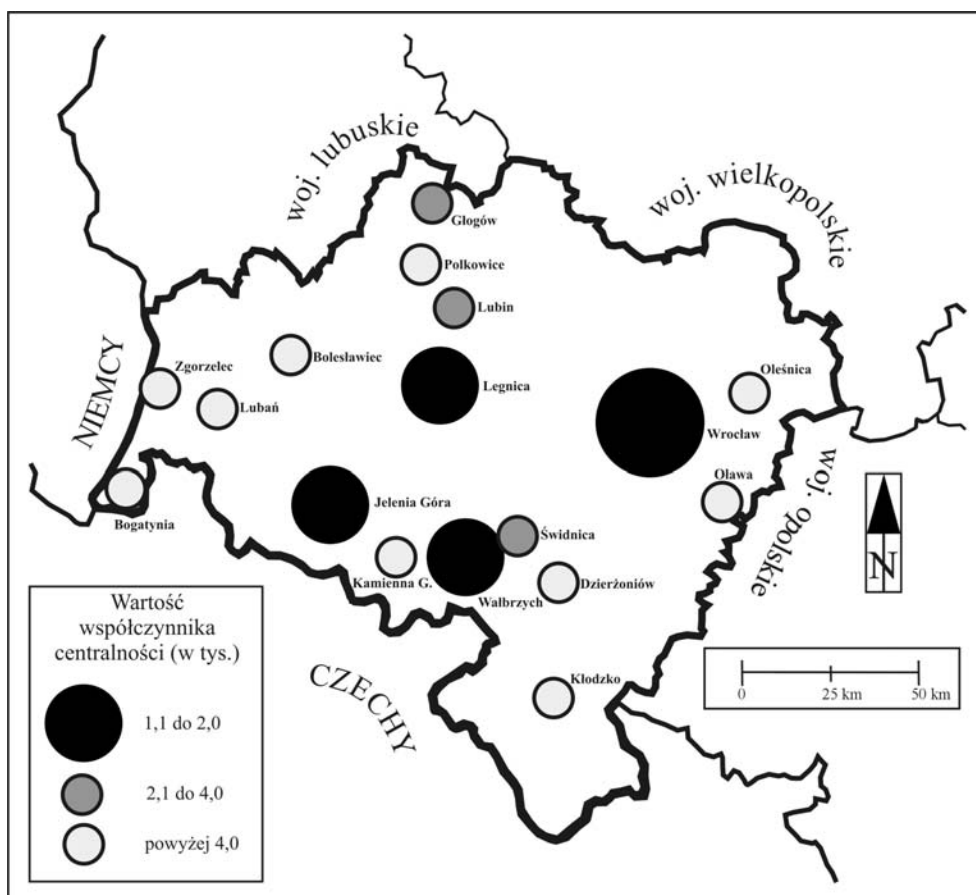 woj. lubuskie
woj. wielkopolskie
Głogów
Polkowice
Lubin
NIEMCY
Zgorzelec
Bolesławiec
Lubań
Legnica
Oleśnica
Wrocław
Oława
woj. opolskie
Bogatynia
Jelenia Góra
Świdnica
Kamienna G.
Wałbrzych
Dzierżoniów
N
Kłodzko
CZECHY
0
25 km
50 km
Wartość
współczynnika
centralności (w tys.)
1,1 do 2,0
2,1 do 4,0
powyżej 4,0